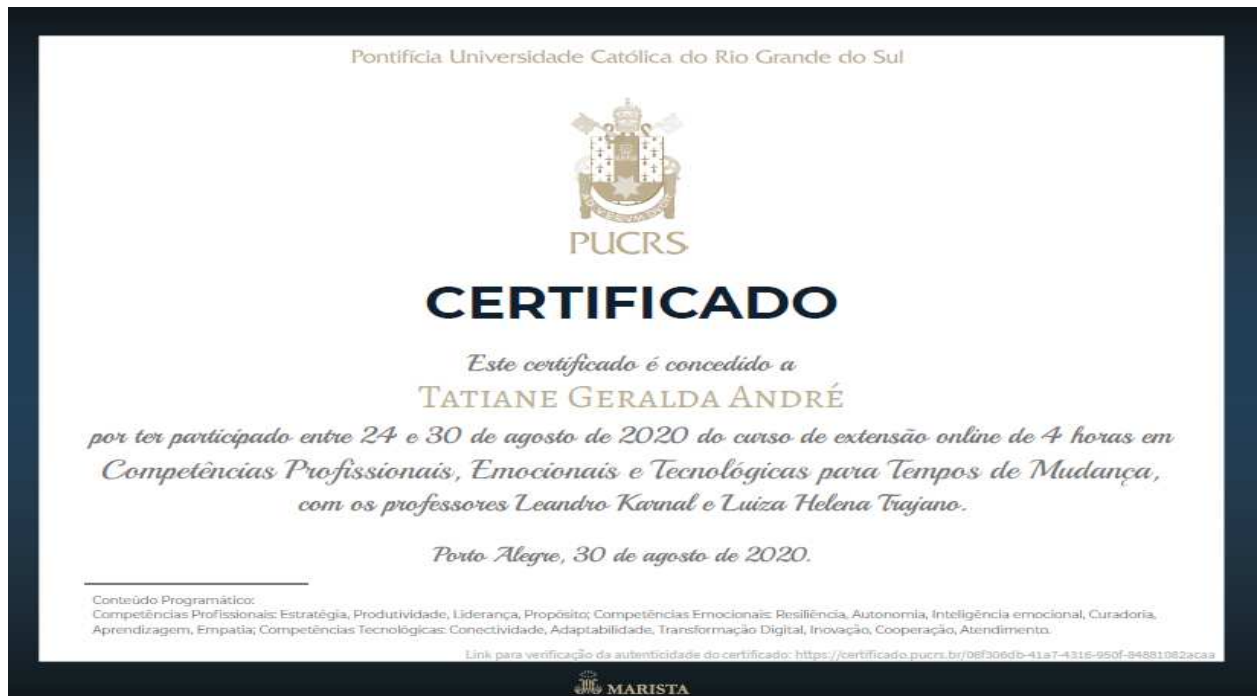 Pontifícia Universidade Católica do Rio Grande do Sul
PUCRS
CERTIFICADO
Este certificado é concedido a
TATIANE GERALDA ANDRÉ
por ter participado entre 24 e 30 de agosto de 2020 do curso de extensão online de 4 horas em
Competências Profissionais, Emocionais e Tecnológicas para Tempos de Mudança,
com os professores Leandro Karnal e Luiza Helena Trajano.
Porto Alegre, 30 de agosto de 2020.
Conteúdo Programático:
Competências Profissionais: Estratégia, Produtividade, Liderança, Propósito; Competências Emocionais: Resiliência, Autonomia, Inteligência emocional, Curadoria,
Aprendizagem, Empatia; Competências Tecnológicas: Conectividade, Adaptabilidade, Transformação Digital, Inovação, Cooperação, Atendimento.
Link para verificação da autenticidade do certificado:
MARISTA